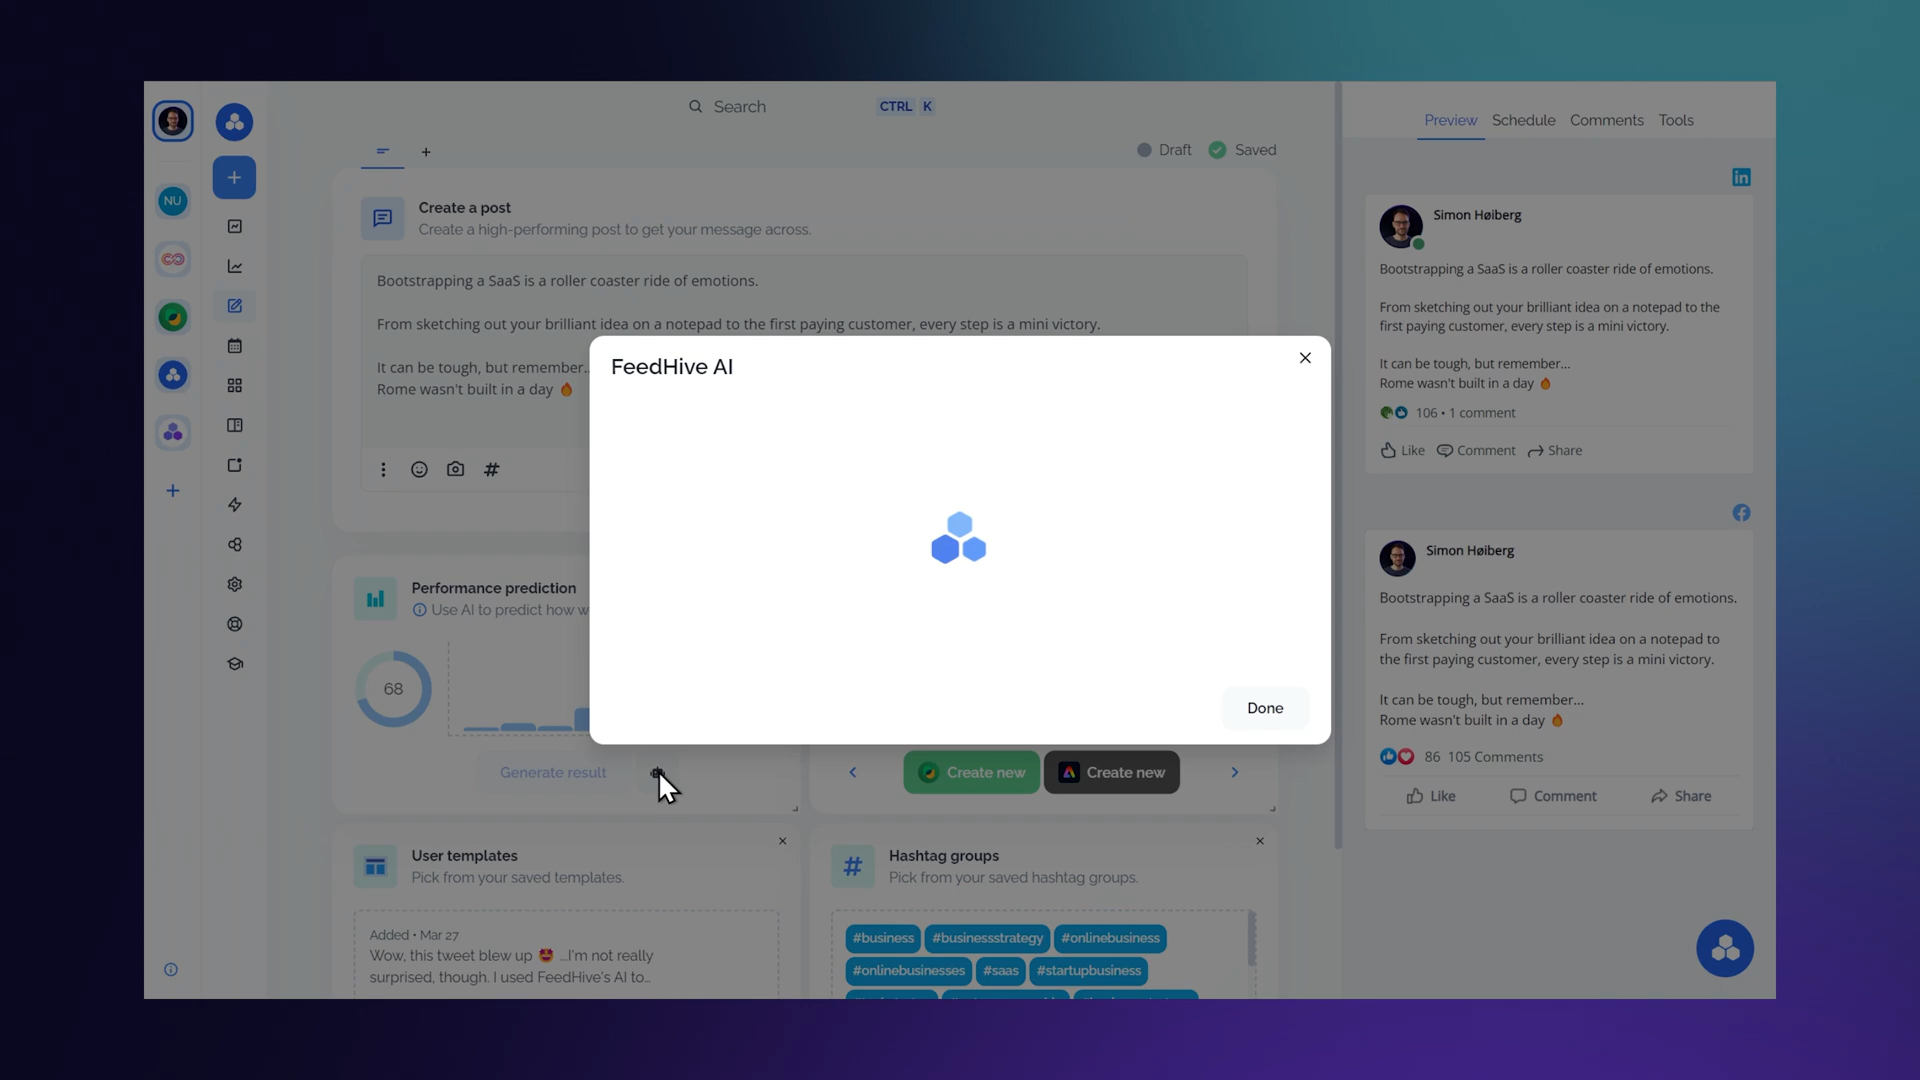 Search
CTRL K
Draft
Saved
Create a post
Create a high-performing post to get your message across.
Bootstrapping a SaaS is a roller coaster ride of emotions.
From sketching out your brilliant idea on a notepad to the first paying customer, every step is a mini victory.
It can be tough, but remember..
Rome wasn't built in a day 🔥
NU
FeedHive AI
Done
Performance prediction
Use AI to predict how w
68
Generate result
Create new
Create new
User templates
Pick from your saved templates.
Added • Mar 27
Wow, this tweet blew up 🤩 ...I'm not really
surprised, though. I used FeedHive's AI to...
Hashtag groups
Pick from your saved hashtag groups.
#business #businessstrategy #onlinebusiness
#onlinebusinesses #saas #startupbusiness
Preview Schedule Comments Tools
in
Simon Høiberg
Bootstrapping a SaaS is a roller coaster ride of emotions.
From sketching out your brilliant idea on a notepad to the
first paying customer, every step is a mini victory.
It can be tough, but remember...
Rome wasn't built in a day 🔥
106 • 1 comment
Like Comment Share
Simon Høiberg
Bootstrapping a SaaS is a roller coaster ride of emotions.
From sketching out your brilliant idea on a notepad to
the first paying customer, every step is a mini victory.
It can be tough, but remember...
Rome wasn't built in a day 🔥
86 105 Comments
Like Comment Share